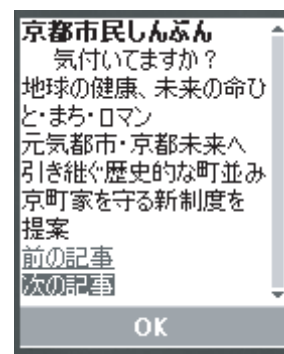 京都市民しんぶん
気付いてますか？
地球の健康、未来の命ひ
と・まち・ロマン
元気都市・京都未来へ
引き継ぐ歴史的な町並み
京町家を守る新制度を
提案
前の記事
次の記事
OK